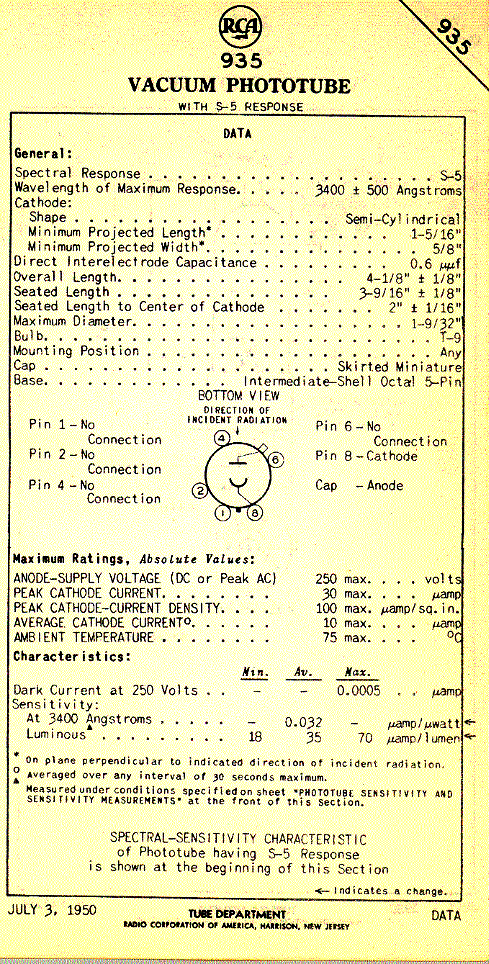 935
RCA
935
VACUUM PHOTOTUBE
WITH S-5 RESPONSE
DATA
General:
Spectral Response . . . . . . . . . . . . . . . . . . . . . S-5
Wavelength of Maximum Response. . . . . . 3400 ± 500 Angstroms
Cathode:
Shape . . . . . . . . . . . . . . . . . . . Semi-Cylindrical
Minimum Projected Length* . . . . . . . . . . . . . 1-5/16"
Minimum Projected Width*. . . . . . . . . . . . . . . 5/8"
Direct Interelectrode Capacitance . . . . . . . . . . 0.6 μμf
Overall Length. . . . . . . . . . . . . . . . 4-1/8" ± 1/8"
Seated Length . . . . . . . . . . . . . . . . 3-9/16" ± 1/8"
Seated Length to Center of Cathode . . . . . . . 2" ± 1/16"
Maximum Diameter. . . . . . . . . . . . . . . . . . 1-9/32"
Bulb. . . . . . . . . . . . . . . . . . . . . . . . . . T-9
Mounting Position . . . . . . . . . . . . . . . . . . . Any
Cap . . . . . . . . . . . . . . . . . . . Skirted Miniature
Base. . . . . . . . . . . . Intermediate-Shell Octal 5-Pin
BOTTOM VIEW
DIRECTION OF
INCIDENT RADIATION
Pin 1-No
Connection
Pin 2-No
Connection
Pin 4-No
Connection
4
6
2
1
8
Pin 6-No
Connection
Pin 8-Cathode
Cap -Anode
Maximum Ratings, Absolute Values:
ANODE-SUPPLY VOLTAGE (DC or Peak AC) 250 max. . . . volts
PEAK CATHODE CURRENT. . . . . . 30 max. . . . μamp
PEAK CATHODE-CURRENT DENSITY. . . . . 100 max. μamp/sq.in.
AVERAGE CATHODE CURRENT°. . . . . 10 max. . . . μamp
AMBIENT TEMPERATURE . . . . . . 75 max. . . . °C
Characteristics:
Min. Av. Max.
Dark Current at 250 Volts . . - - 0.0005 . . μamp
Sensitivity:
At 3400 Angstroms . . . . . - 0.032 - μamp/μwatt ←
Luminous▲ . . . . . . . . . 18 35 70 μamp/lumen ←
* On plane perpendicular to indicated direction of incident radiation.
° Averaged over any interval of 30 seconds maximum.
▲ Measured under conditions specified on sheet "PHOTOTUBE SENSITIVITY AND
SENSITIVITY MEASUREMENTS" at the front of this Section.
SPECTRAL-SENSITIVITY CHARACTERISTIC
of Phototube having S-5 Response
is shown at the beginning of this Section
← Indicates a change.
JULY 3, 1950
TUBE DEPARTMENT
RADIO CORPORATION OF AMERICA, HARRISON, NEW JERSEY
DATA